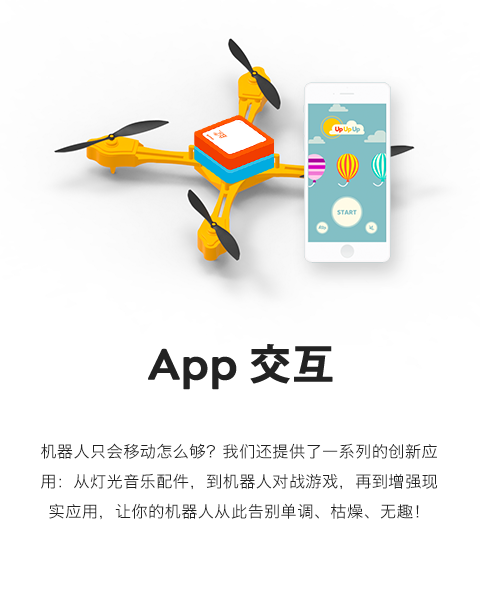 Up Up Up
START
App 交互
机器人只会移动怎么够？我们还提供了一系列的创新应
用：从灯光音乐配件，到机器人对战游戏，再到增强现
实应用，让你的机器人从此告别单调、枯燥、无趣！